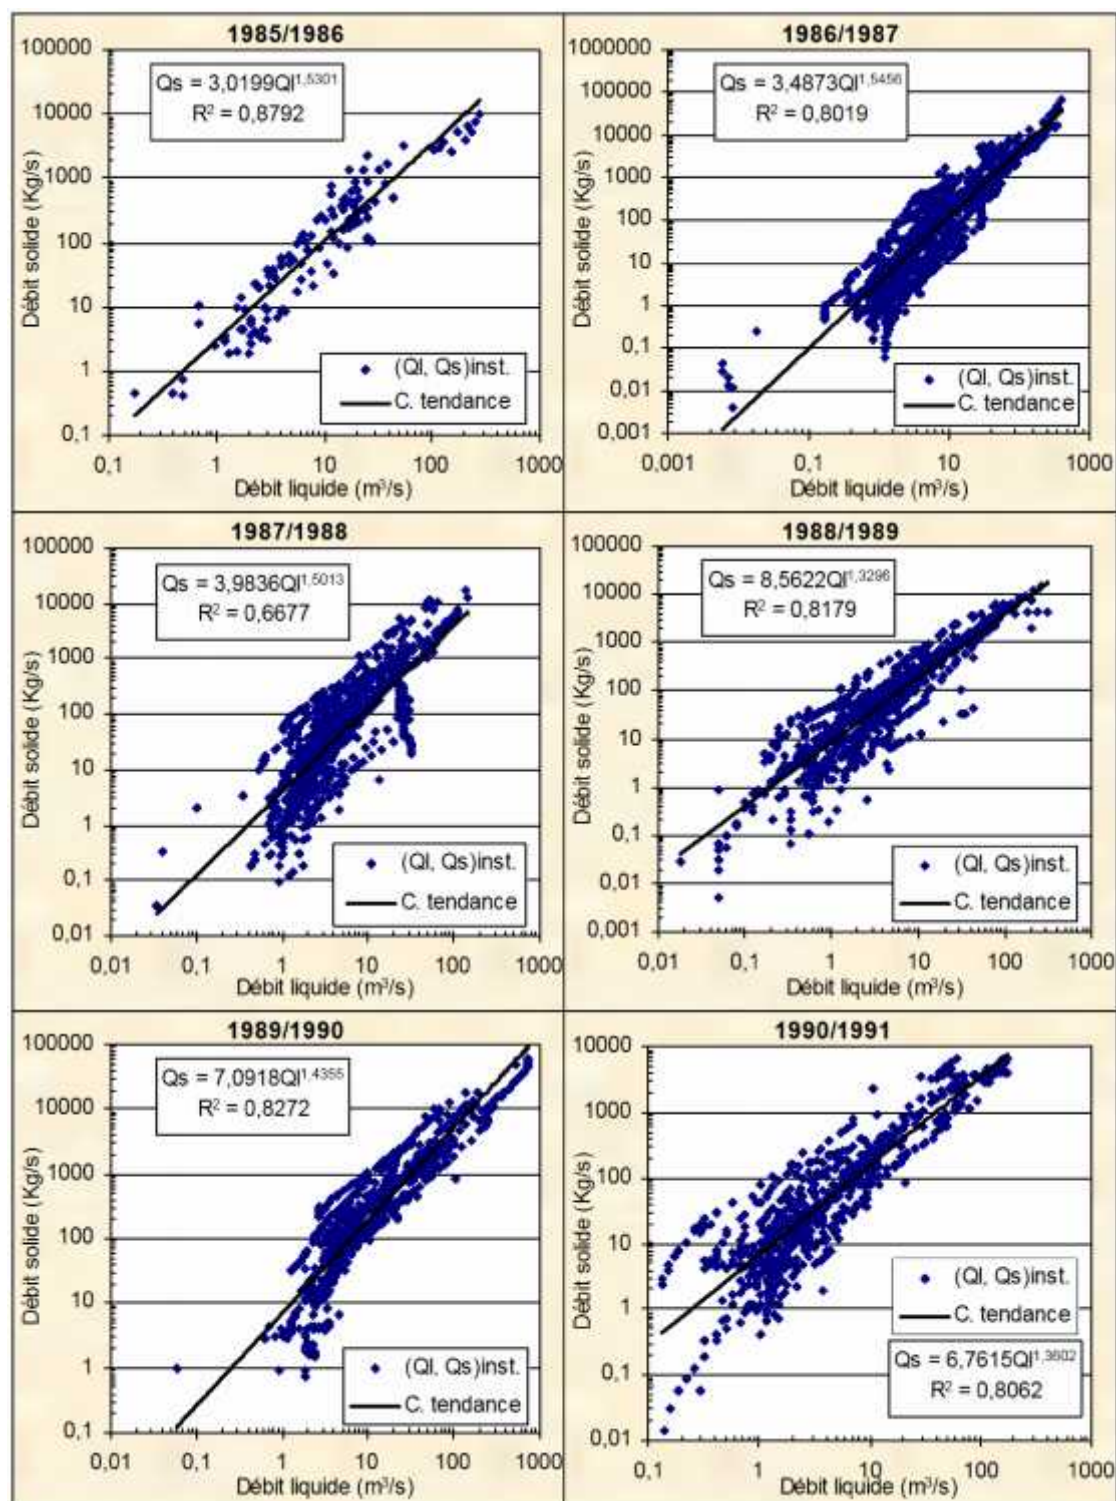 1985/1986
100000
10000
1000
100
10
1
0.1
Débit solide (Kg/s)
Qs = 3,0199Ql^1,5301
R² = 0,8792
(Ql, Qs)inst.
C. tendance
0,1 1 10 100 1000
Débit liquide (m³/s)
1986/1987
1000000
100000
10000
1000
100
10
1
0,1
0,01
0,001
Débit solide (Kg/s)
Qs = 3,4873Ql^1,5456
R² = 0,8019
(Ql, Qs)inst.
C. tendance
0.001 0,1 10 1000
Débit liquide (m³/s)
1987/1988
100000
10000
1000
100
10
1
0,1
0,01
Débit solide (Kg/s)
Qs = 3,9836Ql^1,5013
R² = 0,6677
(Ql, Qs)inst.
C. tendance
0,01 0,1 1 10 100 1000
Débit liquide (m³/s)
1988/1989
100000
10000
1000
100
10
1
0,1
0,01
0,001
Débit solide (Kg/s)
Qs = 8,5622Ql^1,3296
R² = 0,8179
(Ql, Qs)inst.
C. tendance
0,01 0,1 1 10 100 1000
Débit liquide (m³/s)
1989/1990
100000
10000
1000
100
10
1
0,1
Débit solide (Kg/s)
Qs = 7,0918Ql^1,4355
R² = 0,8272
(Ql, Qs)inst.
C. tendance
0,01 0,1 1 10 100 1000
Débit liquide (m³/s)
1990/1991
10000
1000
100
10
1
0,1
0,01
Débit solide (Kg/s)
(Ql, Qs)inst.
C. tendance
Qs = 6,7615Ql^1,3602
R² = 0,8062
0,1 1 10 100 1000
Débit liquide (m³/s)